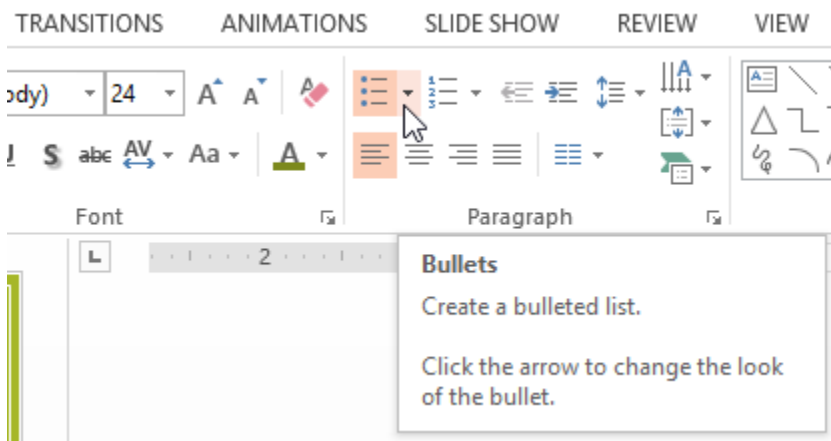 TRANSITIONS ANIMATIONS SLIDE SHOW REVIEW VIEW
24 A A A
S abc AV Aa A
Font Paragraph
2
Bullets
Create a bulleted list.
Click the arrow to change the look
of the bullet.